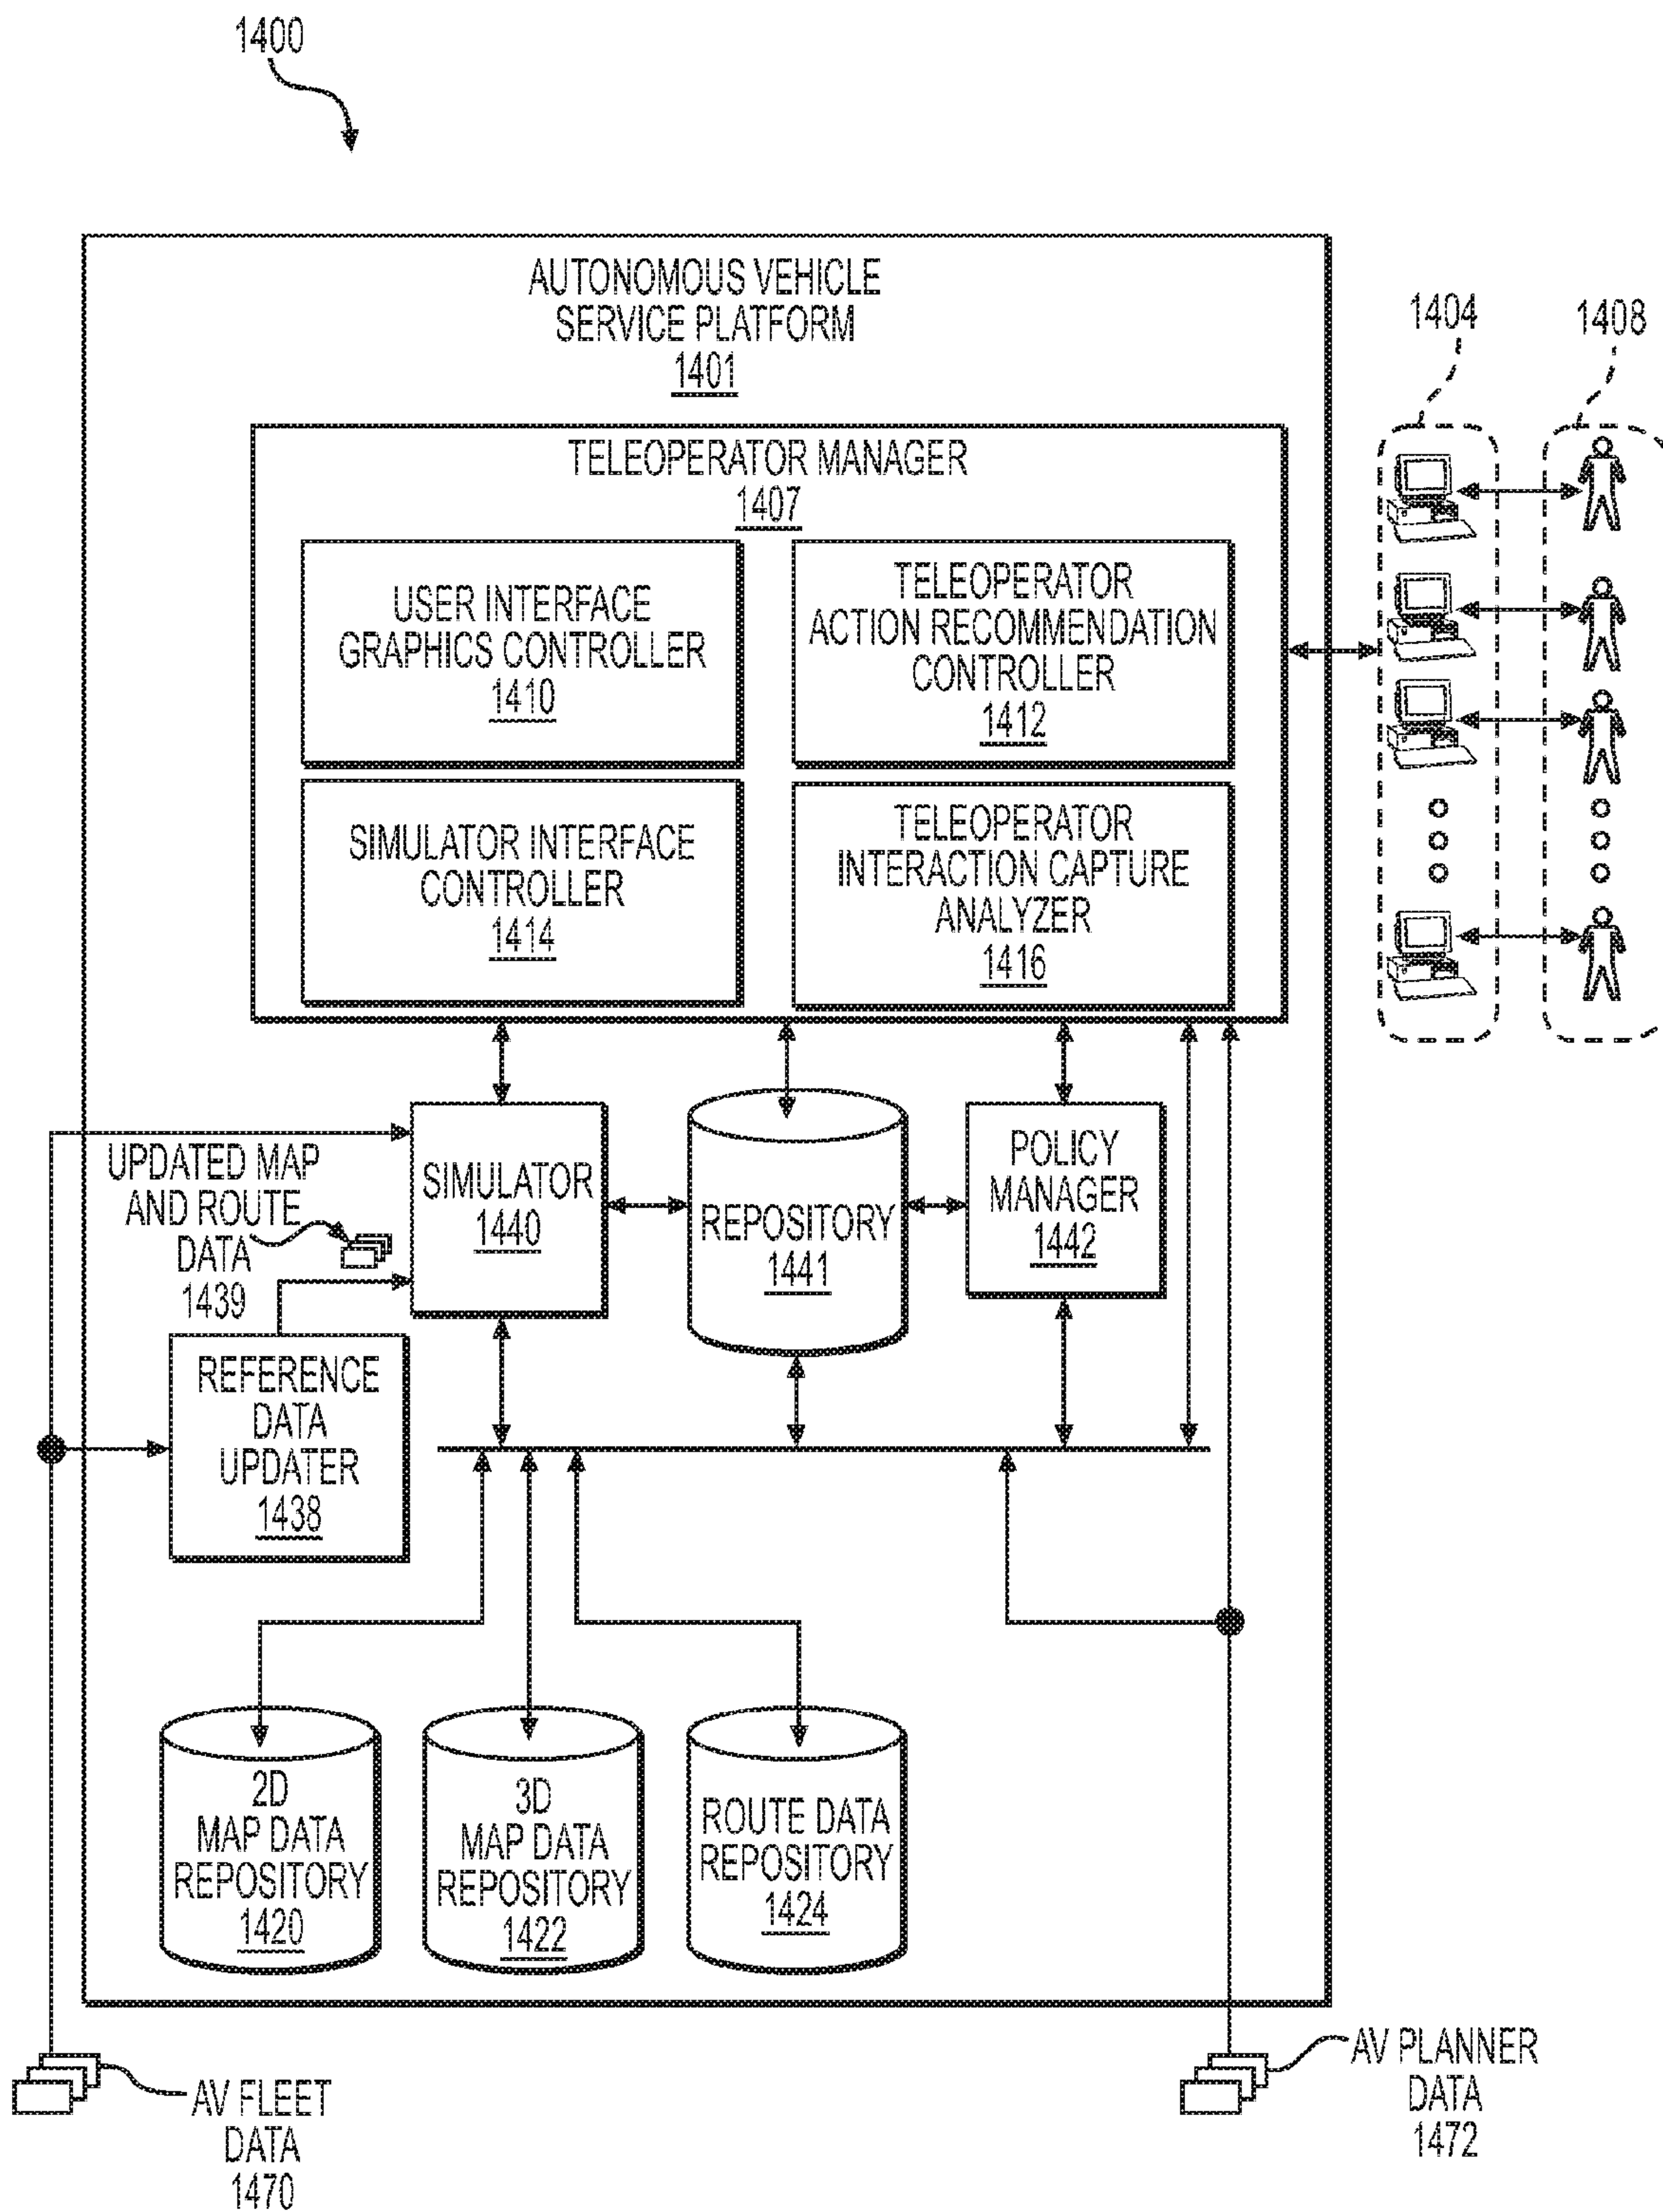 1400
AUTONOMOUS VEHICLE
SERVICE PLATFORM
1401
1404
1408
TELEOPERATOR MANAGER
1407
USER INTERFACE
GRAPHICS CONTROLLER
1410
TELEOPERATOR
ACTION RECOMMENDATION
CONTROLLER
1412
SIMULATOR INTERFACE
CONTROLLER
1414
TELEOPERATOR
INTERACTION CAPTURE
ANALYZER
1416
UPDATED MAP
AND ROUTE
DATA
1439
SIMULATOR
1440
REPOSITORY
1441
POLICY
MANAGER
1442
REFERENCE
DATA
UPDATER
1438
2D
MAP DATA
REPOSITORY
1420
3D
MAP DATA
REPOSITORY
1422
ROUTE DATA
REPOSITORY
1424
AV FLEET
DATA
1470
AV PLANNER
DATA
1472